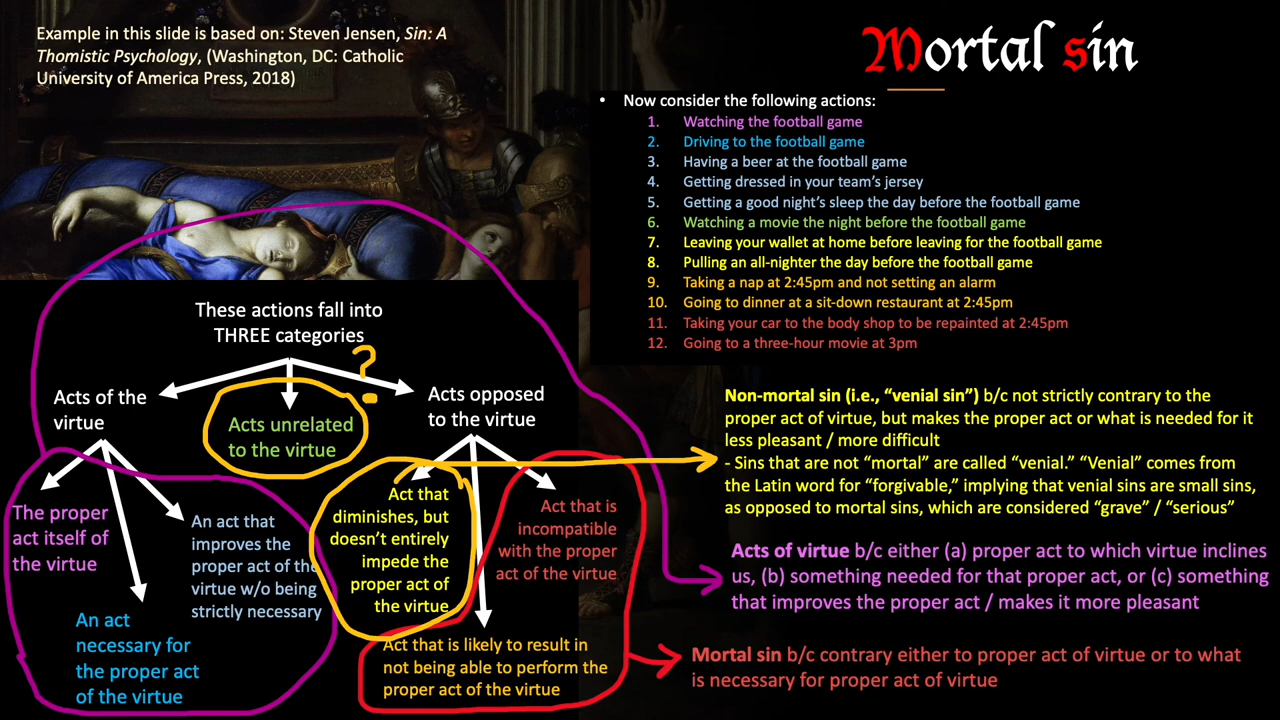 Example in this slide is based on: Steven Jensen, Sin: A
Thomistic Psychology, (Washington, DC: Catholic
University of America Press, 2018)
Mortal sin
• Now consider the following actions:
1. Watching the football game
2. Driving to the football game
3. Having a beer at the football game
4. Getting dressed in your team's jersey
5. Getting a good night's sleep the day before the football game
6. Watching a movie the night before the football game
7. Leaving your wallet at home before leaving for the football game
8. Pulling an all-nighter the day before the football game
9. Taking a nap at 2:45pm and not setting an alarm
10. Going to dinner at a sit-down restaurant at 2:45pm
11. Taking your car to the body shop to be repainted at 2:45pm
12. Going to a three-hour movie at 3pm
These actions fall into
THREE categories
?
Acts of the
virtue
Acts unrelated
to the virtue
Acts opposed
to the virtue
The proper
act itself of
the virtue
An act
necessary for
the proper act
of the virtue
An act that
improves the
proper act of the
virtue w/o being
strictly necessary
Act that
diminishes, but
doesn't entirely
impede the
proper act of
the virtue
Act that is likely to result in
not being able to perform the
proper act of the virtue
Act that is
incompatible
with the proper
act of the virtue
Non-mortal sin (i.e., “venial sin”) b/c not strictly contrary to the
proper act of virtue, but makes the proper act or what is needed for it
less pleasant / more difficult
- Sins that are not “mortal” are called “venial.” “Venial” comes from
the Latin word for “forgivable,” implying that venial sins are small sins,
as opposed to mortal sins, which are considered “grave” / “serious”
Acts of virtue b/c either (a) proper act to which virtue inclines
us, (b) something needed for that proper act, or (c) something
that improves the proper act / makes it more pleasant
Mortal sin b/c contrary either to proper act of virtue or to what
is necessary for proper act of virtue